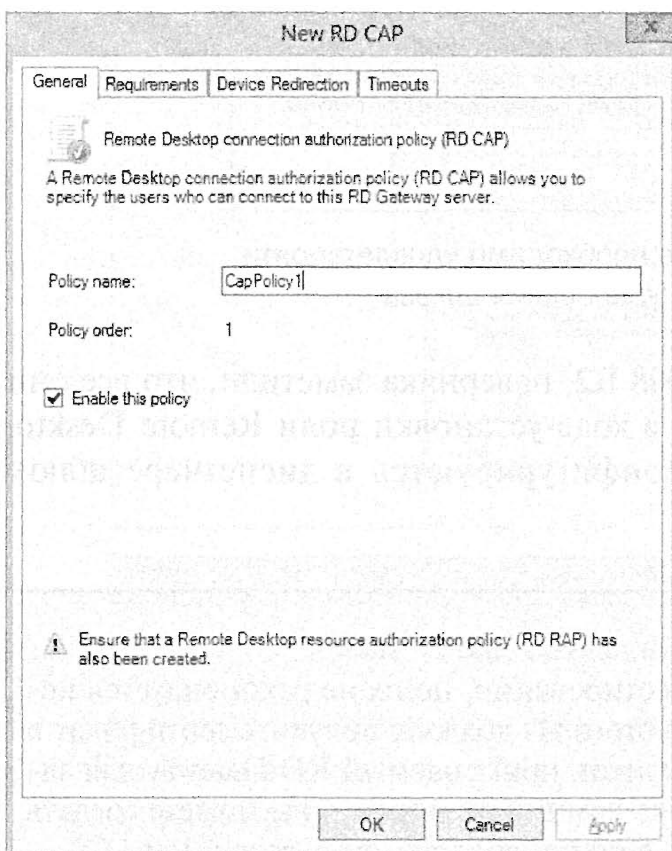 New RD CAP
General Requirements Device Redirection Timeouts
Remote Desktop connection authorization policy (RD CAP)
A Remote Desktop connection authorization policy (RD CAP) allows you to
specify the users who can connect to this RD Gateway server.
Policy name: CapPolicy1
Policy order: 1
Enable this policy
Ensure that a Remote Desktop resource authorization policy (RD RAP) has
also been created.
OK Cancel Apply